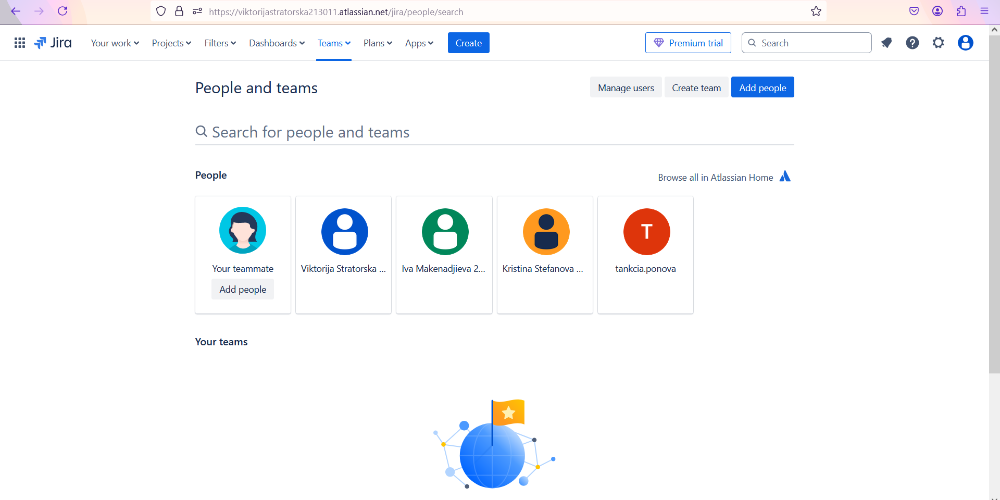 https://viktorijastratorska213011.atlassian.net/jira/people/search
Jira Your work Projects Filters Dashboards Teams Plans Apps Create Premium trial Search
People and teams
Manage users Create team Add people
Search for people and teams
People
Browse all in Atlassian Home
T
Your teammate Viktorija Stratorska ... Iva Makenadjieva 2... Kristina Stefanova ... tankcia.ponova
Add people
Your teams